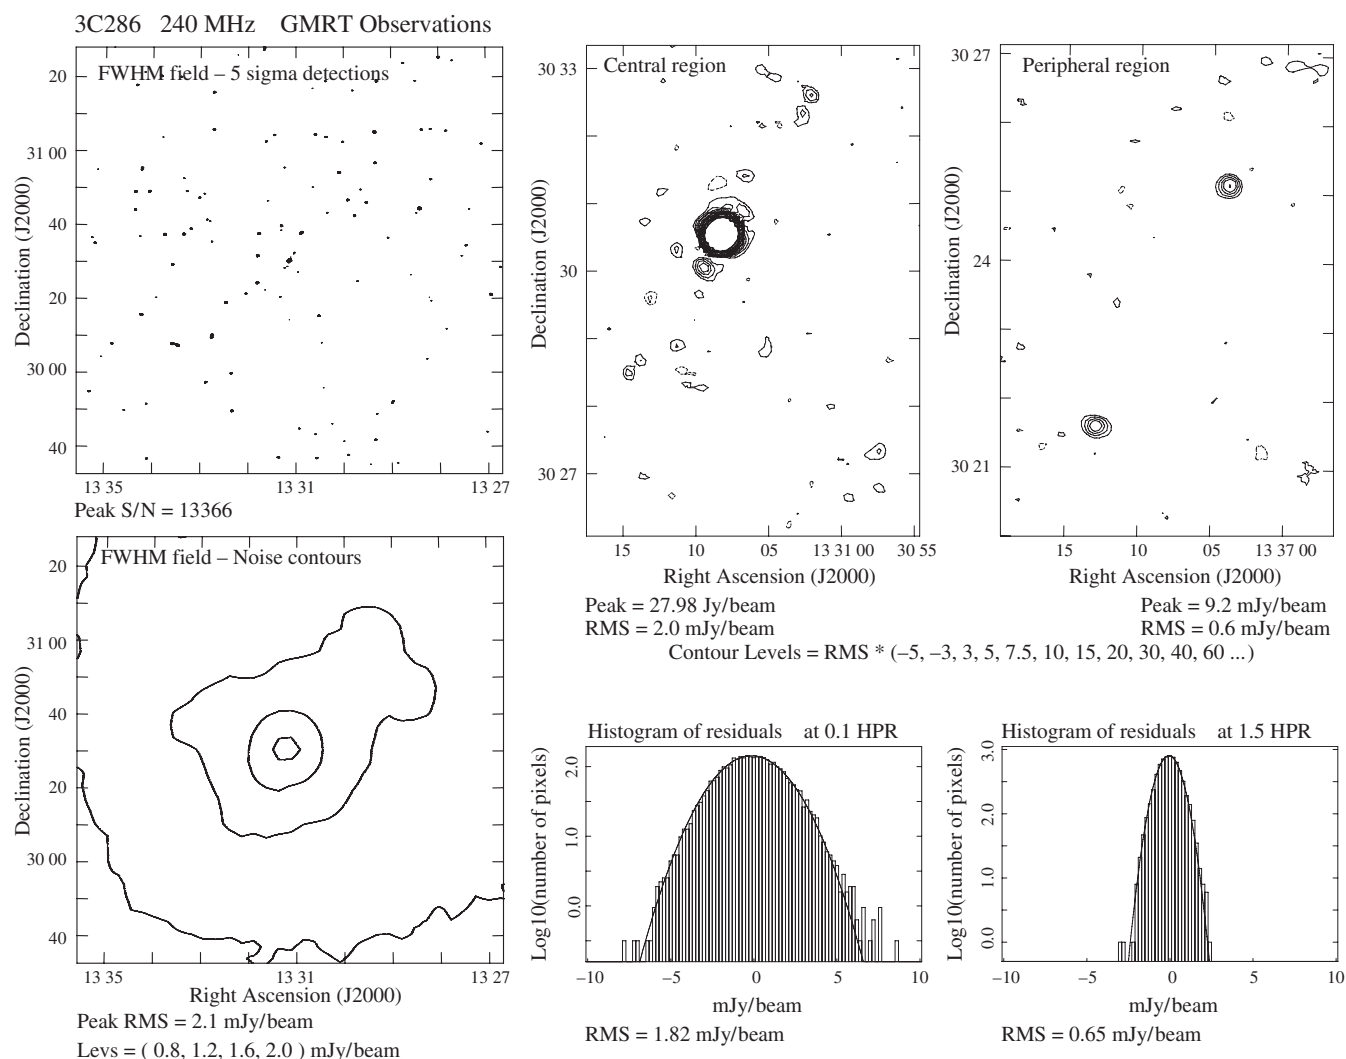 3C286 240 MHz GMRT Observations
FWHM field – 5 sigma detections
20
31 00
40
20
30 00
40
Declination (J2000)
13 35
13 31
13 27
Peak S/N = 13366
Central region
30 33
30
30 27
Declination (J2000)
15
10
05
13 31 00
30 55
Right Ascension (J2000)
Peak = 27.98 Jy/beam
RMS = 2.0 mJy/beam
Peripheral region
30 27
24
30 21
Declination (J2000)
15
10
05
13 37 00
Right Ascension (J2000)
Peak = 9.2 mJy/beam
RMS = 0.6 mJy/beam
Contour Levels = RMS * (–5, –3, 3, 5, 7.5, 10, 15, 20, 30, 40, 60 ...)
FWHM field – Noise contours
20
31 00
40
20
30 00
40
Declination (J2000)
13 35
13 31
13 27
Right Ascension (J2000)
Peak RMS = 2.1 mJy/beam
Levs = ( 0.8, 1.2, 1.6, 2.0 ) mJy/beam
Histogram of residuals at 0.1 HPR
Log10(number of pixels)
2.0
1.0
0.0
–10
–5
0
5
10
mJy/beam
RMS = 1.82 mJy/beam
Histogram of residuals at 1.5 HPR
Log10(number of pixels)
3.0
2.0
1.0
0.0
–10
–5
0
5
10
mJy/beam
RMS = 0.65 mJy/beam